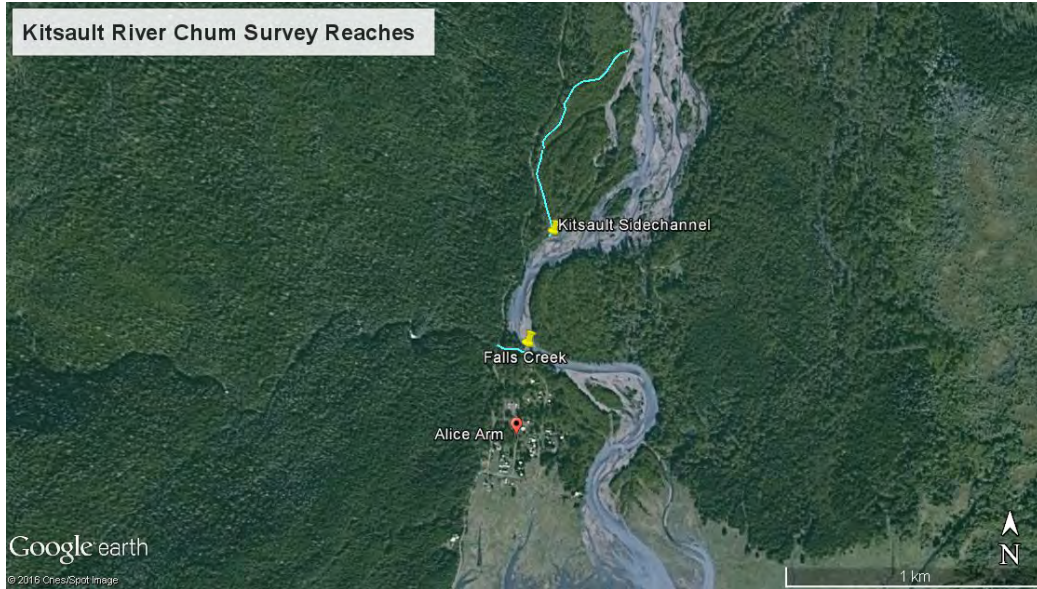 Kitsault River Chum Survey Reaches
Kitsault Sidechannel
Falls Creek
Alice Arm
Google earth
N
© 2016 Cnes/Spot Image
1 km